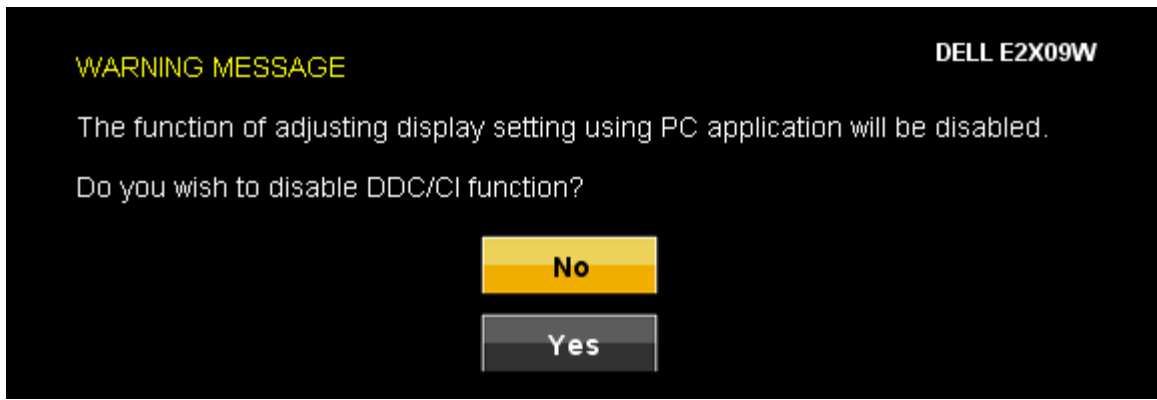 DELL E2X09W
WARNING MESSAGE
The function of adjusting display setting using PC application will be disabled.
Do you wish to disable DDC/CI function?
No
Yes